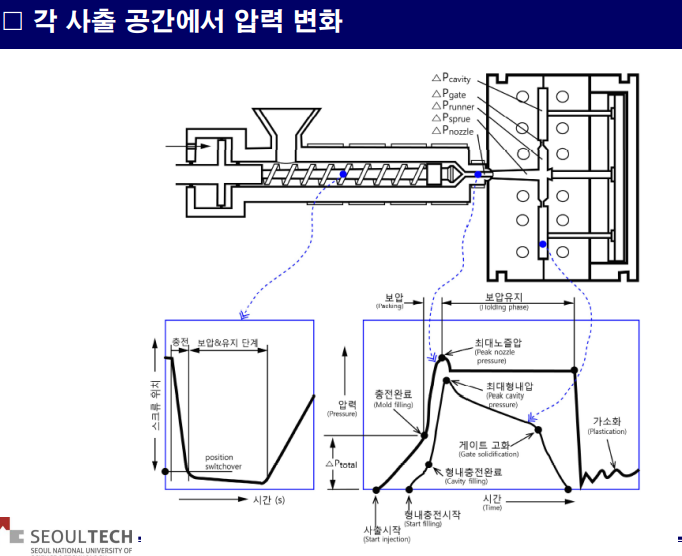 □ 각 사출 공간에서 압력 변화
△Pcavity
△Pgate
△Prunner
△Psprue
△Pnozzle
충전
보압&유지 단계
스크류 위치
position
switchover
시간 (s)
보압
(Packing)
보압유지
(Holding phase)
최대노즐압
(Peak nozzle
pressure)
최대형내압
(Peak cavity
pressure)
압력
(Pressure)
충전완료
(Mold filling)
△Ptotal
게이트 고화
(Gate solidification)
가소화
(Plastication)
형내충전완료
(Cavity filling)
형내충전시작
(Start filling)
시간
(Time)
사출시작
(Start injection)
SEOULTECH
SEOUL NATIONAL UNIVERSITY OF